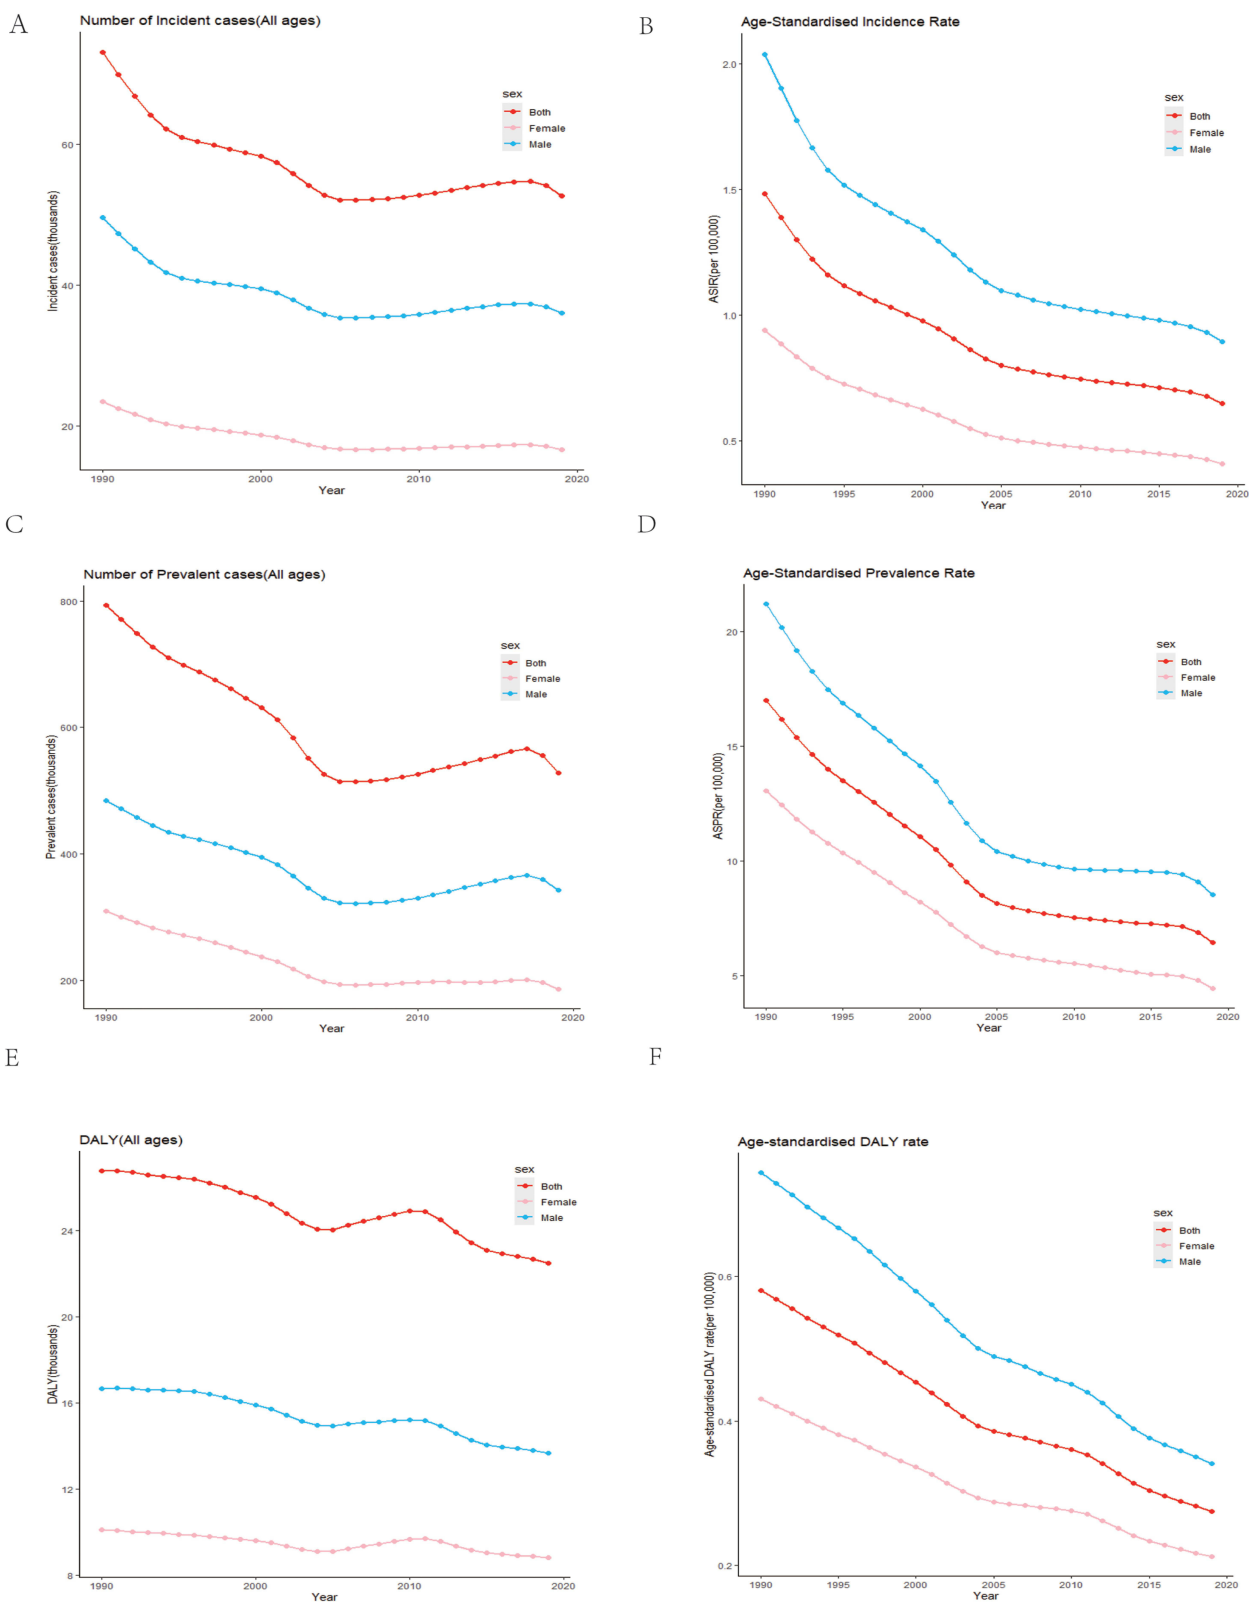 A
Number of Incident cases(All ages)
Incident cases(thousands)
60
40
20
1990
2000
2010
2020
Year
sex
Both
Female
Male
B
Age-Standardised Incidence Rate
ASIR(per 100,000)
2.0
1.5
1.0
0.5
1990
1995
2000
2005
2010
2015
2020
Year
sex
Both
Female
Male
C
Number of Prevalent cases(All ages)
Prevalent cases(thousands)
800
600
400
200
1990
2000
2010
2020
Year
sex
Both
Female
Male
D
Age-Standardised Prevalence Rate
ASPR(per 100,000)
20
15
10
5
1990
1995
2000
2005
2010
2015
2020
Year
sex
Both
Female
Male
E
DALY(All ages)
DALY(thousands)
24
20
16
12
8
1990
2000
2010
2020
Year
sex
Both
Female
Male
F
Age-standardised DALY rate
Age-standardised DALY rate(per 100,000)
0.6
0.4
0.2
1990
1995
2000
2005
2010
2015
2020
Year
sex
Both
Female
Male